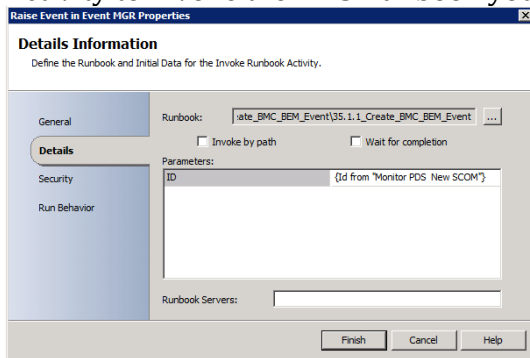 Raise Event in Event MGR Properties
Details Information
Define the Runbook and Initial Data for the Invoke Runbook Activity.
General
Details
Security
Run Behavior
Runbook: :ate_BMC_BEM_Event\35.1.1_Create_BMC_BEM_Event ...
Invoke by path Wait for completion
Parameters:
ID {Id from "Monitor PDS New SCOM"}
Runbook Servers:
Finish Cancel Help